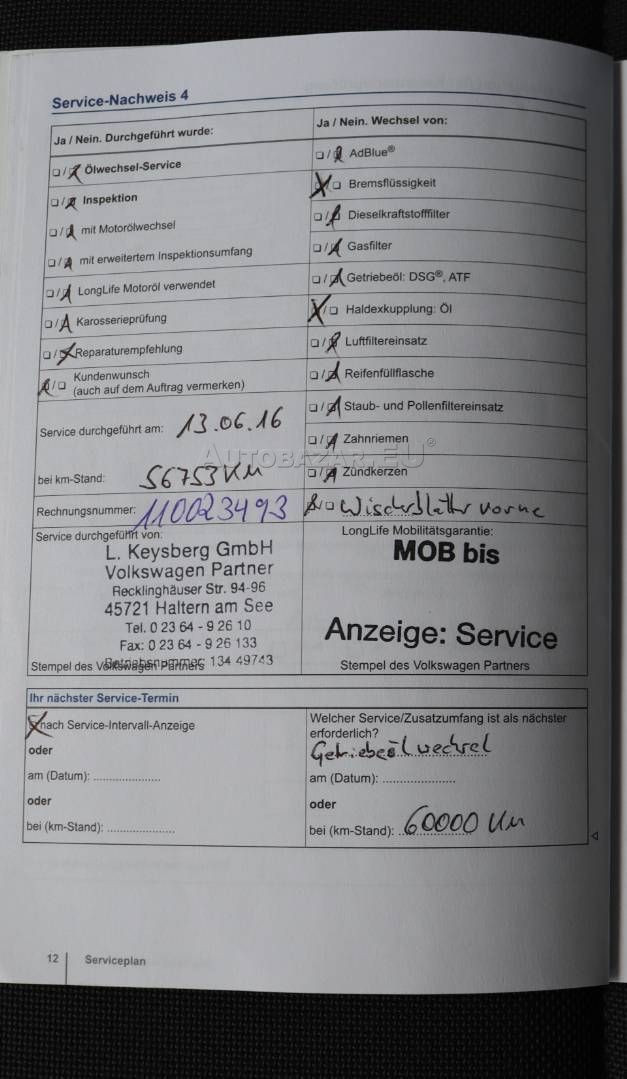 Service-Nachweis 4
Ja / Nein. Durchgeführt wurde:
☐/☒ Ölwechsel-Service
☐/☒ Inspektion
☐/☒ mit Motorölwechsel
☐/☒ mit erweitertem Inspektionsumfang
☐/☒ LongLife Motoröl verwendet
☐/☒ Karosserieprüfung
☐/☒ Reparaturempfehlung
☒/☐ Kundenwunsch
(auch auf dem Auftrag vermerken)
Service durchgeführt am: 13.06.16
bei km-Stand: 56753 Km
Rechnungsnummer: 110023493
Service durchgeführt von:
L. Keysberg GmbH
Volkswagen Partner
Recklinghäuser Str. 94-96
45721 Haltern am See
Tel. 0 23 64 - 9 26 10
Fax: 0 23 64 - 9 26 133
Betriebsnummer: 134 49743
Stempel des Volkswagen Partners
Ja / Nein. Wechsel von:
☐/☒ AdBlue®
☒/☐ Bremsflüssigkeit
☐/☒ Dieselkraftstofffilter
☐/☒ Gasfilter
☐/☒ Getriebeöl: DSG®, ATF
☒/☐ Haldexkupplung: Öl
☐/☒ Luftfiltereinsatz
☐/☒ Reifenfüllflasche
☐/☒ Staub- und Pollenfiltereinsatz
☐/☒ Zahnriemen
☐/☒ Zündkerzen
☒/☐ Wischerblätter vorne
LongLife Mobilitätsgarantie:
MOB bis
Anzeige: Service
Stempel des Volkswagen Partners
AUTOBAZAR.EU®
Ihr nächster Service-Termin
☒ nach Service-Intervall-Anzeige
oder
am (Datum): ....................
oder
bei (km-Stand): ....................
Welcher Service/Zusatzumfang ist als nächster
erforderlich?
Getriebeöl wechsel
am (Datum): ....................
oder
bei (km-Stand): 60000 Km
12 Serviceplan